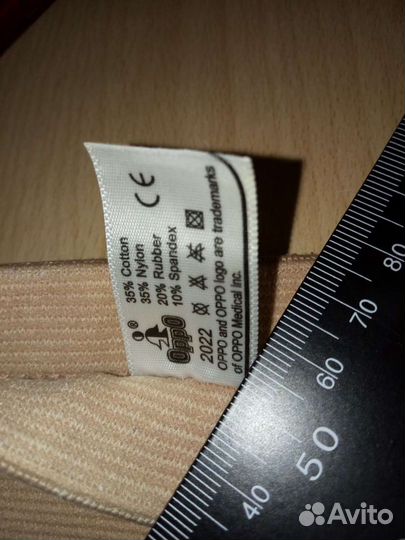 35% Cotton
35% Nylon
20% Rubber
10% Spandex
CE
OPPO
®
2022
OPPO and OPPO logo are trademarks
of OPPO Medical Inc.
40
50
60
70
80
Avito